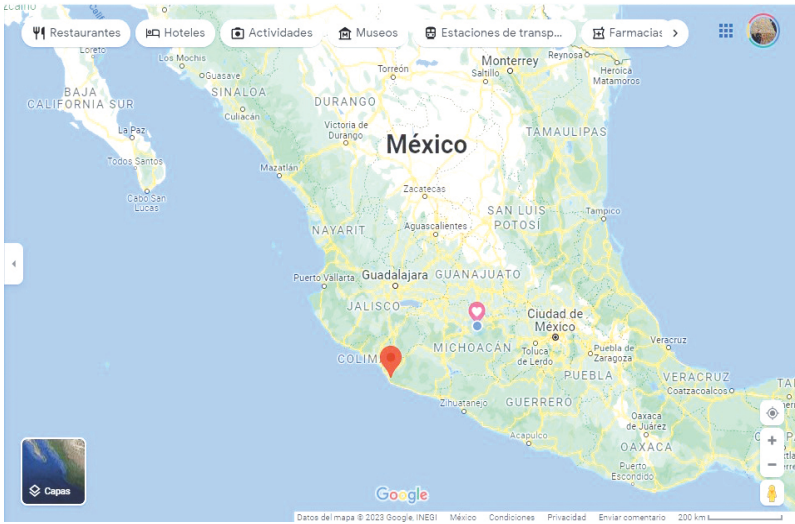 Restaurantes
Hoteles
Actividades
Museos
Estaciones de transp...
Farmacias
Loreto
Los Mochis
Guasave
BAJA
CALIFORNIA SUR
SINALOA
Culiacán
La Paz
Todos Santos
Cabo San
Lucas
Mazatlán
DURANGO
Victoria de
Durango
Torreón
Saltillo
Monterrey
Reynosa
Heroica
Matamoros
México
TAMAULIPAS
Zacatecas
SAN LUIS
POTOSÍ
Tampico
NAYARIT
Aguascalientes
Puerto Vallarta
Guadalajara
GUANAJUATO
JALISCO
Ciudad de
México
COLIM
MICHOACÁN
Toluca
de Lerdo
Puebla de
Zaragoza
Veracruz
PUEBLA
VERACRUZ
Coatzacoalcos
Zihuatanejo
GUERRERO
Acapulco
Oaxaca
de Juárez
OAXACA
Puerto
Escondido
Capas
Google
Datos del mapa © 2023 Google, INEGI México Condiciones Privacidad Enviar comentario 200 km